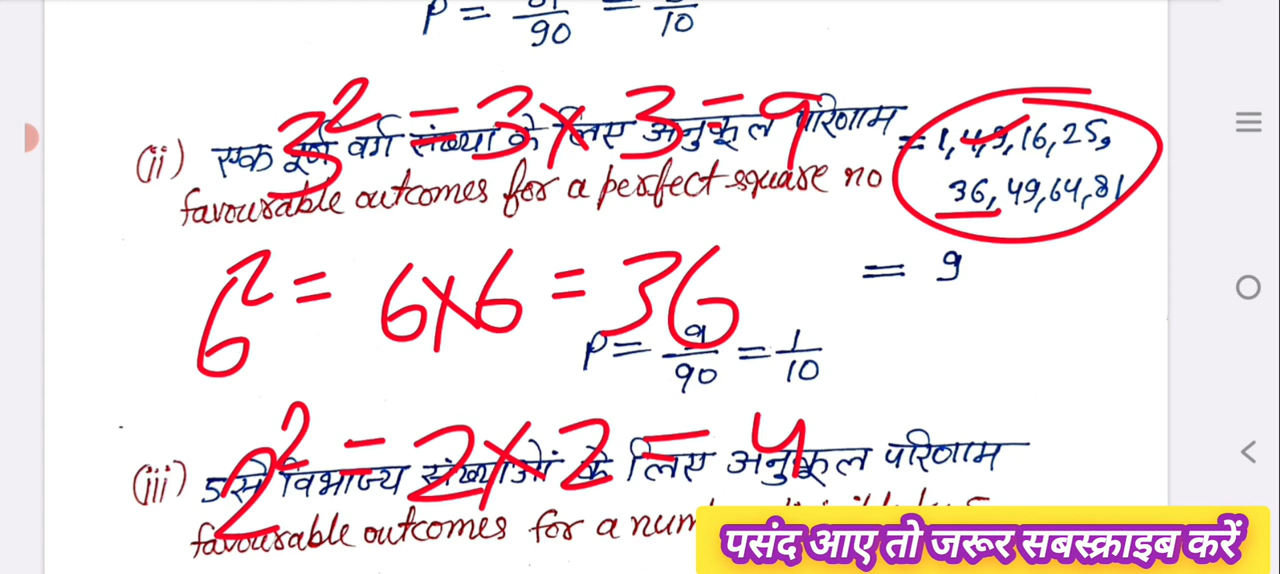 P = 81/90 = 9/10
3² = 3×3 = 9
(ii) एक पूर्ण वर्ग संख्या के लिए अनुकूल परिणाम = 1, 4, 9, 16, 25,
favourable outcomes for a perfect square no 36, 49, 64, 81
= 9
6² = 6×6 = 36
P = 9/90 = 1/10
2² = 2×2 = 4
(iii) 5 से विभाज्य संख्याओं के लिए अनुकूल परिणाम
favourable outcomes for a num
पसंद आए तो जरूर सबस्क्राइब करें